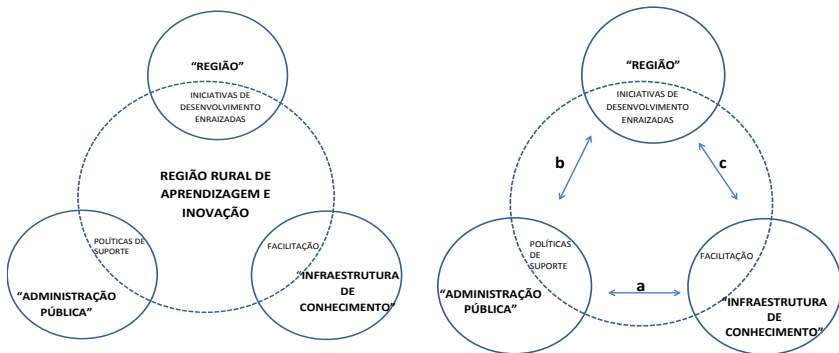 “REGIÃO”
INICIATIVAS DE
DESENVOLVIMENTO
ENRAIZADAS
REGIÃO RURAL DE
APRENDIZAGEM E
INOVAÇÃO
POLÍTICAS DE
SUPORTE
“ADMINISTRAÇÃO
PÚBLICA”
FACILITAÇÃO
“INFRAESTRUTURA
DE
CONHECIMENTO”
“REGIÃO”
INICIATIVAS DE
DESENVOLVIMENTO
ENRAIZADAS
b
c
POLÍTICAS
DE
SUPORTE
“ADMINISTRAÇÃO
PÚBLICA”
a
FACILITAÇÃO
“INFRAESTRUTURA
DE
CONHECIMENTO”